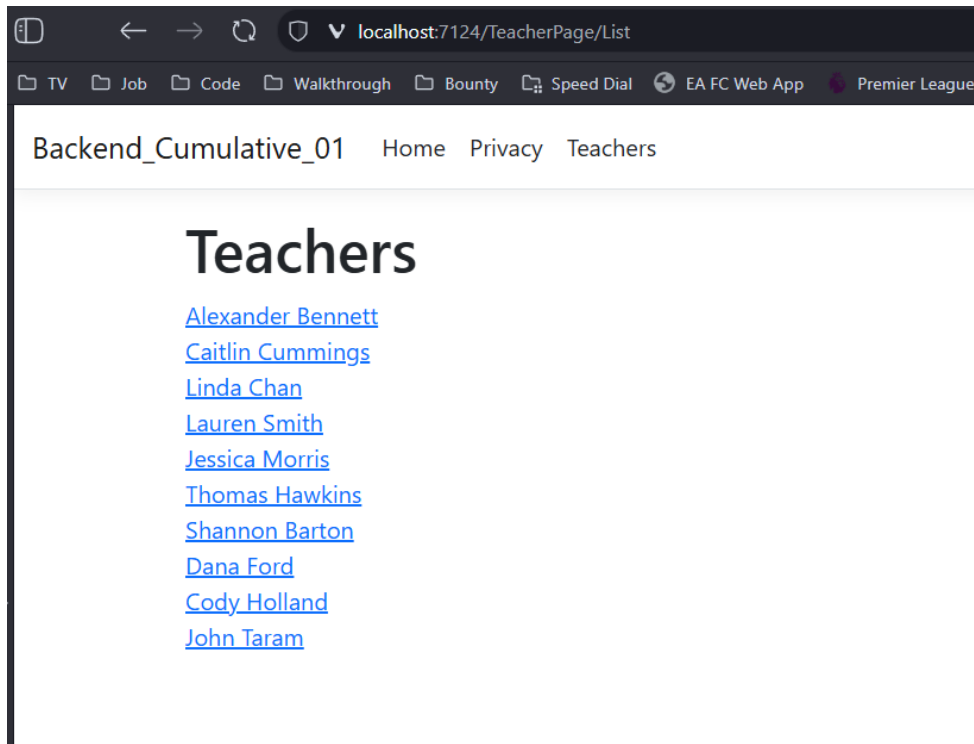 localhost:7124/TeacherPage/List
TV Job Code Walkthrough Bounty Speed Dial EA FC Web App Premier League
Backend_Cumulative_01 Home Privacy Teachers
Teachers
Alexander Bennett
Caitlin Cummings
Linda Chan
Lauren Smith
Jessica Morris
Thomas Hawkins
Shannon Barton
Dana Ford
Cody Holland
John Taram